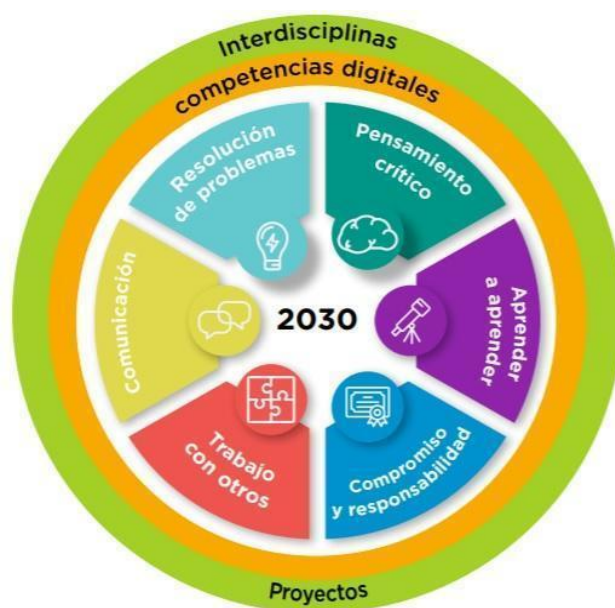 Interdisciplinas
competencias digitales
Resolución
de problemas
Pensamiento
crítico
Comunicación
2030
Aprender
a aprender
Trabajo
con otros
Compromiso
y responsabilidad
Proyectos